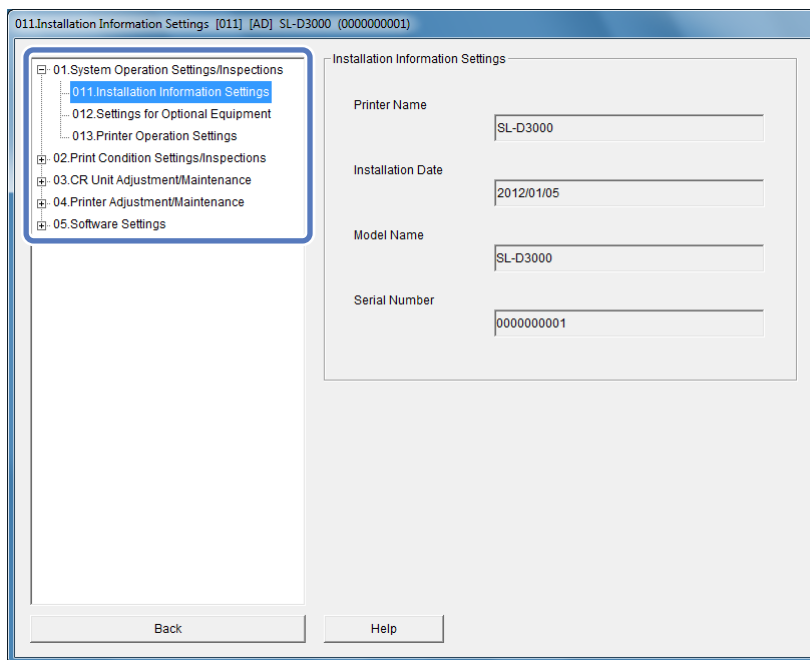 011.Installation Information Settings [011] [AD] SL-D3000 (0000000001)
01.System Operation Settings/Inspections
011.Installation Information Settings
012.Settings for Optional Equipment
013.Printer Operation Settings
02.Print Condition Settings/Inspections
03.CR Unit Adjustment/Maintenance
04.Printer Adjustment/Maintenance
05.Software Settings
Installation Information Settings
Printer Name
SL-D3000
Installation Date
2012/01/05
Model Name
SL-D3000
Serial Number
0000000001
Back
Help